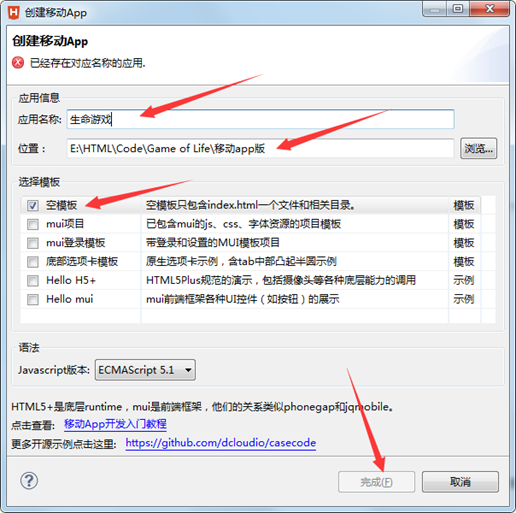 创建移动App
创建移动App
已经存在对应名称的应用.
应用信息
应用名称: 生命游戏
位置: E:\HTML\Code\Game of Life\移动app版 浏览...
选择模板
空模板 空模板只包含index.html一个文件和相关目录。 模板
mui项目 已包含mui的js、css、字体资源的项目模板 模板
mui登录模板 带登录和设置的MUI模板项目 模板
底部选项卡模板 原生选项卡示例，含tab中部凸起半圆示例 模板
Hello H5+ HTML5Plus规范的演示，包括摄像头等各种底层能力的调用 示例
Hello mui mui前端框架各种UI控件（如按钮）的展示 示例
语法
Javascript版本: ECMAScript 5.1
HTML5+是底层runtime，mui是前端框架，他们的关系类似phonegap和jqmobile。
点击查看: 移动App开发入门教程
更多开源示例点击这里: https://github.com/dcloudio/casecode
完成(F) 取消